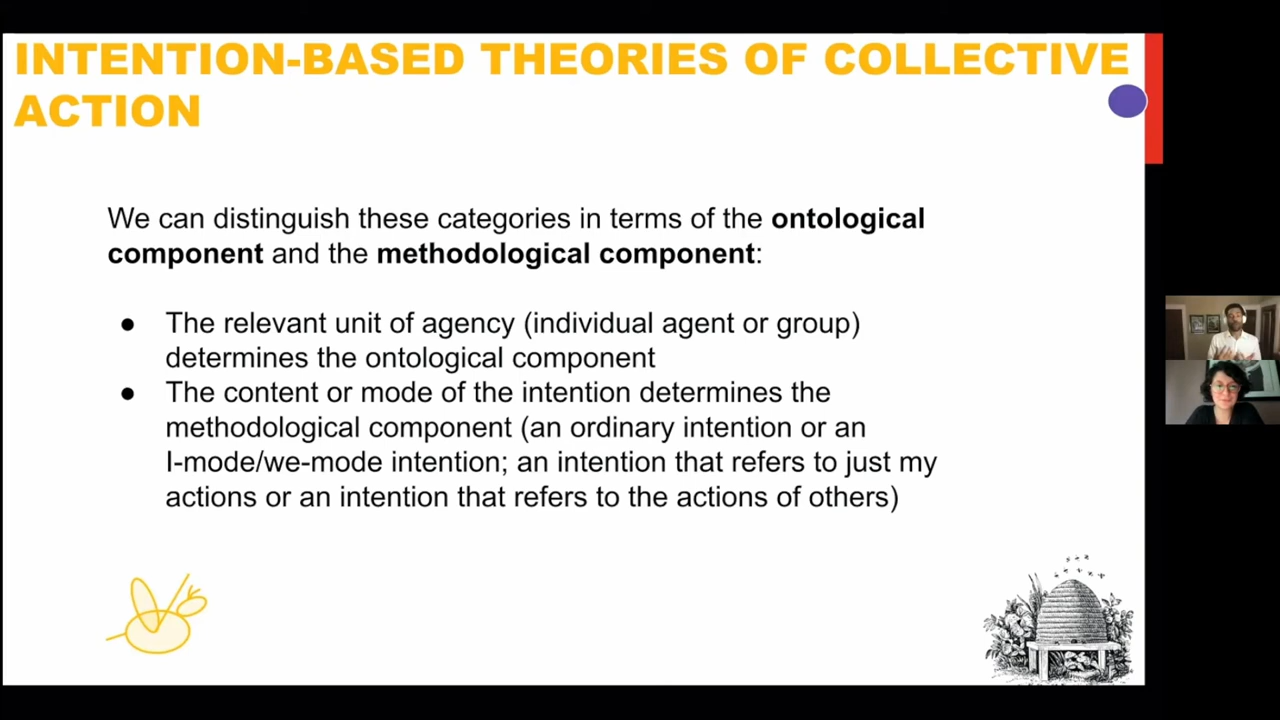 INTENTION-BASED THEORIES OF COLLECTIVE
ACTION
We can distinguish these categories in terms of the ontological
component and the methodological component:
● The relevant unit of agency (individual agent or group)
determines the ontological component
● The content or mode of the intention determines the
methodological component (an ordinary intention or an
I-mode/we-mode intention; an intention that refers to just my
actions or an intention that refers to the actions of others)